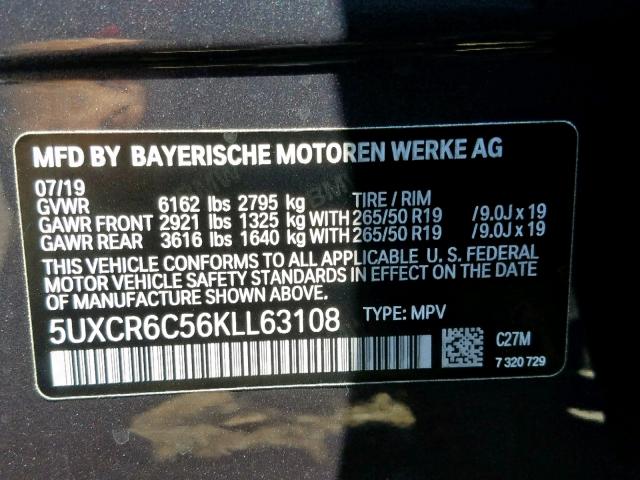 MFD BY BAYERISCHE MOTOREN WERKE AG
07/19
GVWR 6162 lbs 2795 kg TIRE / RIM
GAWR FRONT 2921 lbs 1325 kg WITH 265/50 R19 /9.0J x 19
GAWR REAR 3616 lbs 1640 kg WITH 265/50 R19 /9.0J x 19
THIS VEHICLE CONFORMS TO ALL APPLICABLE U. S. FEDERAL
MOTOR VEHICLE SAFETY STANDARDS IN EFFECT ON THE DATE
OF MANUFACTURE SHOWN ABOVE.
5UXCR6C56KLL63108 TYPE: MPV
C27M
7 320 729